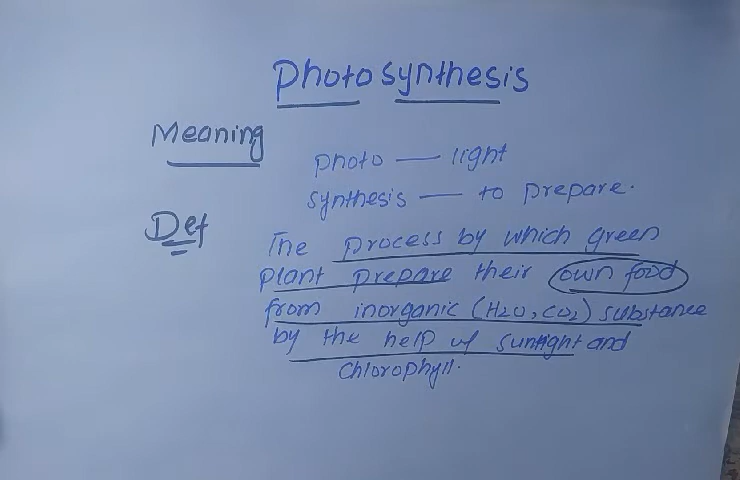 Photosynthesis
Meaning
photo — light
synthesis — to prepare.
Def
The process by which green
plant prepare their own food
from inorganic (H2O, CO2) substance
by the help of sunlight and
chlorophyll.